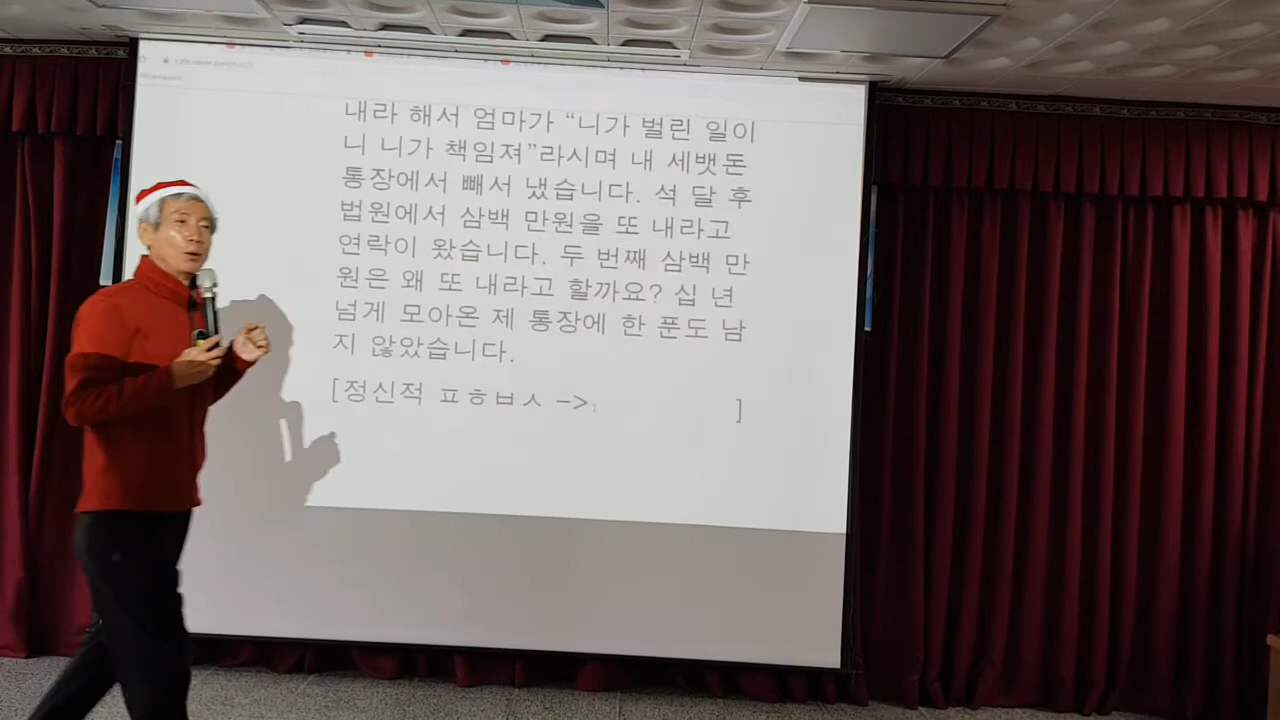 내라 해서 엄마가 “니가 벌린 일이
니 니가 책임져”라시며 내 세뱃돈
통장에서 빼서 냈습니다. 석 달 후
법원에서 삼백 만원을 또 내라고
연락이 왔습니다. 두 번째 삼백 만
원은 왜 또 내라고 할까요? 십 년
넘게 모아온 제 통장에 한 푼도 남
지 않았습니다.
[정신적 ㅍㅎㅂㅅ -> ]